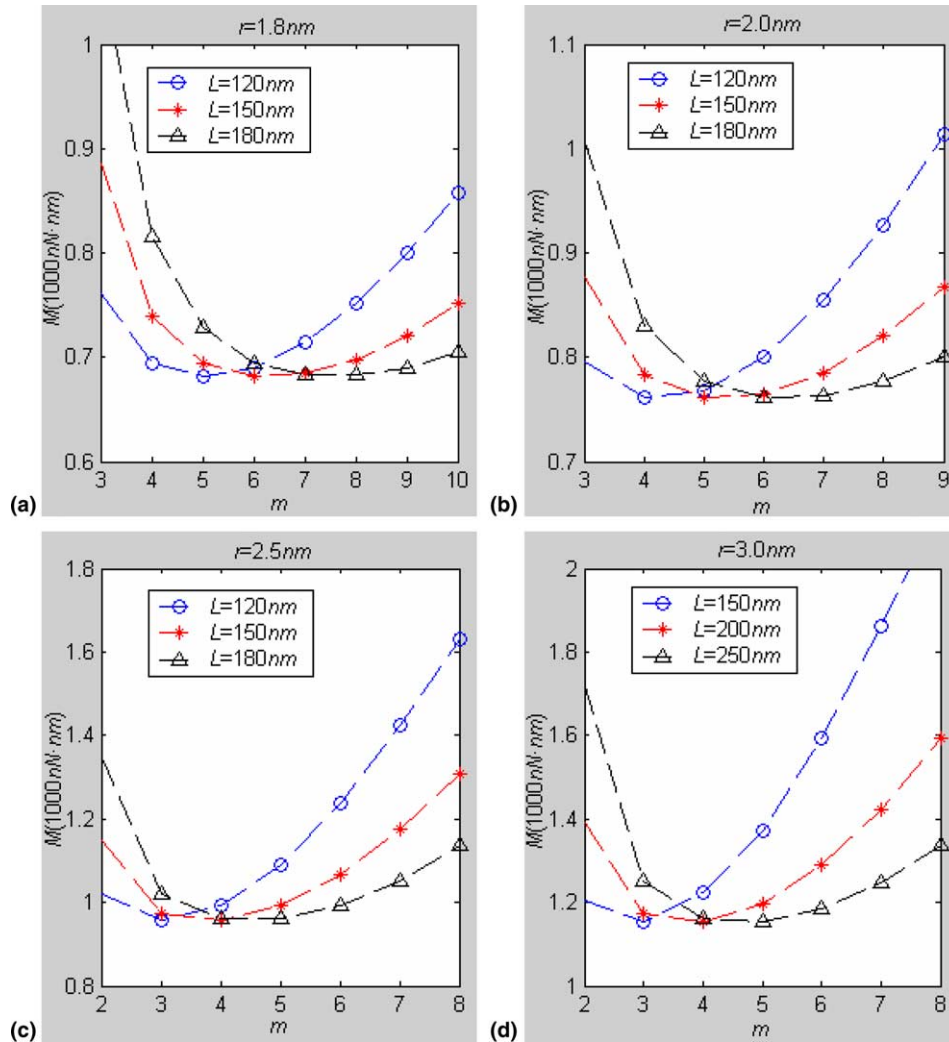 r=1.8nm
L=120nm
L=150nm
L=180nm
M(1000nN·nm)
1
0.9
0.8
0.7
0.6
3 4 5 6 7 8 9 10
m
(a)
r=2.0nm
L=120nm
L=150nm
L=180nm
M(1000nN·nm)
1.1
1
0.9
0.8
0.7
3 4 5 6 7 8 9
m
(b)
r=2.5nm
L=120nm
L=150nm
L=180nm
M(1000nN·nm)
1.8
1.6
1.4
1.2
1
0.8
2 3 4 5 6 7 8
m
(c)
r=3.0nm
L=150nm
L=200nm
L=250nm
M(1000nN·nm)
2
1.8
1.6
1.4
1.2
1
2 3 4 5 6 7 8
m
(d)